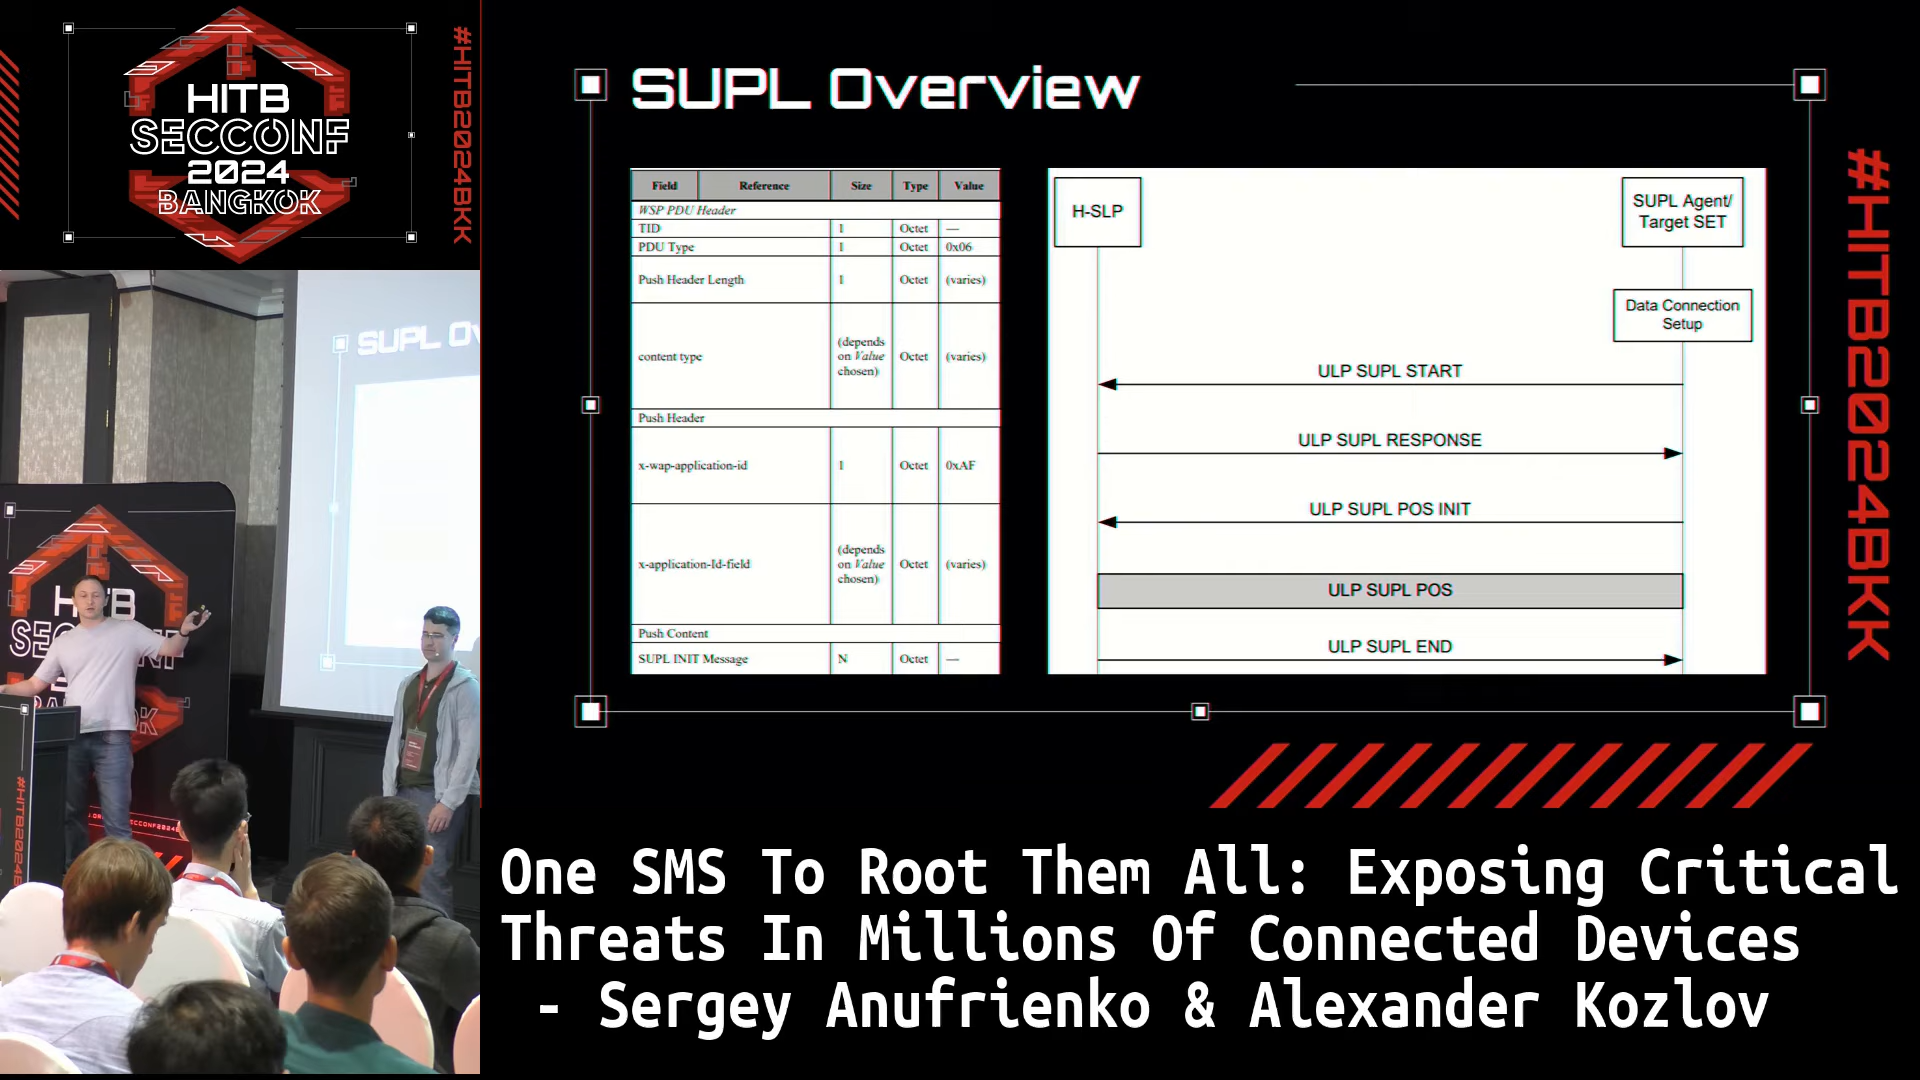 HITB
SECCONF
2024
BANGKOK
#HITB2024BKK
SUPL Overview
Field Reference Size Type Value
WSP PDU Header
TID 1 Octet —
PDU Type 1 Octet 0x06
Push Header Length 1 Octet (varies)
content type (depends on Value chosen) Octet (varies)
Push Header
x-wap-application-id 1 Octet 0xAF
x-application-Id-field (depends on Value chosen) Octet (varies)
Push Content
SUPL INIT Message N Octet —
H-SLP
SUPL Agent/
Target SET
Data Connection
Setup
ULP SUPL START
ULP SUPL RESPONSE
ULP SUPL POS INIT
ULP SUPL POS
ULP SUPL END
#HITB2024BKK
SUPL Ov
HITB
#HITB2024B
One SMS To Root Them All: Exposing Critical
Threats In Millions Of Connected Devices
- Sergey Anufrienko & Alexander Kozlov